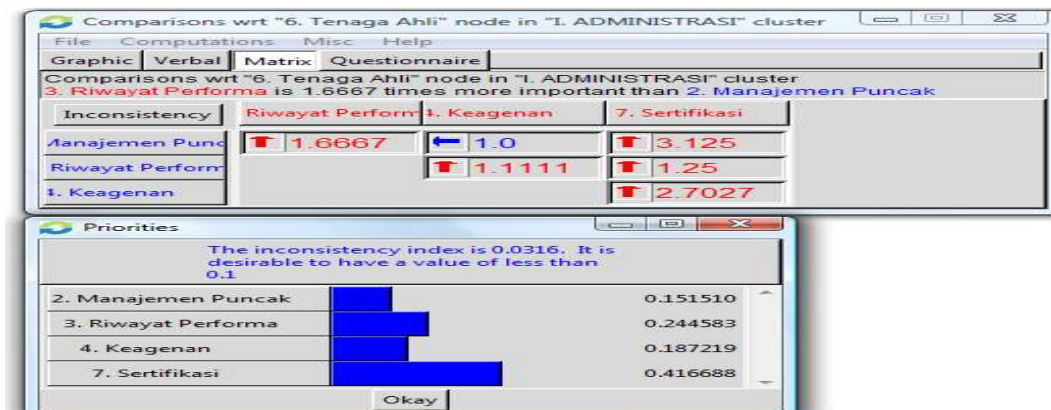 Comparisons wrt "6. Tenaga Ahli" node in "I. ADMINISTRASI" cluster
File Computations Misc Help
Graphic Verbal Matrix Questionnaire
Comparisons wrt "6. Tenaga Ahli" node in "I. ADMINISTRASI" cluster
3. Riwayat Performa is 1.6667 times more important than 2. Manajemen Puncak
Inconsistency Riwayat Perform 4. Keagenan 7. Sertifikasi
Manajemen Punc 1.6667 1.0 3.125
Riwayat Perform 1.1111 1.25
4. Keagenan 2.7027
Priorities
The inconsistency index is 0.0316. It is
desirable to have a value of less than
0.1
2. Manajemen Puncak 0.151510
3. Riwayat Performa 0.244583
4. Keagenan 0.187219
7. Sertifikasi 0.416688
Okay